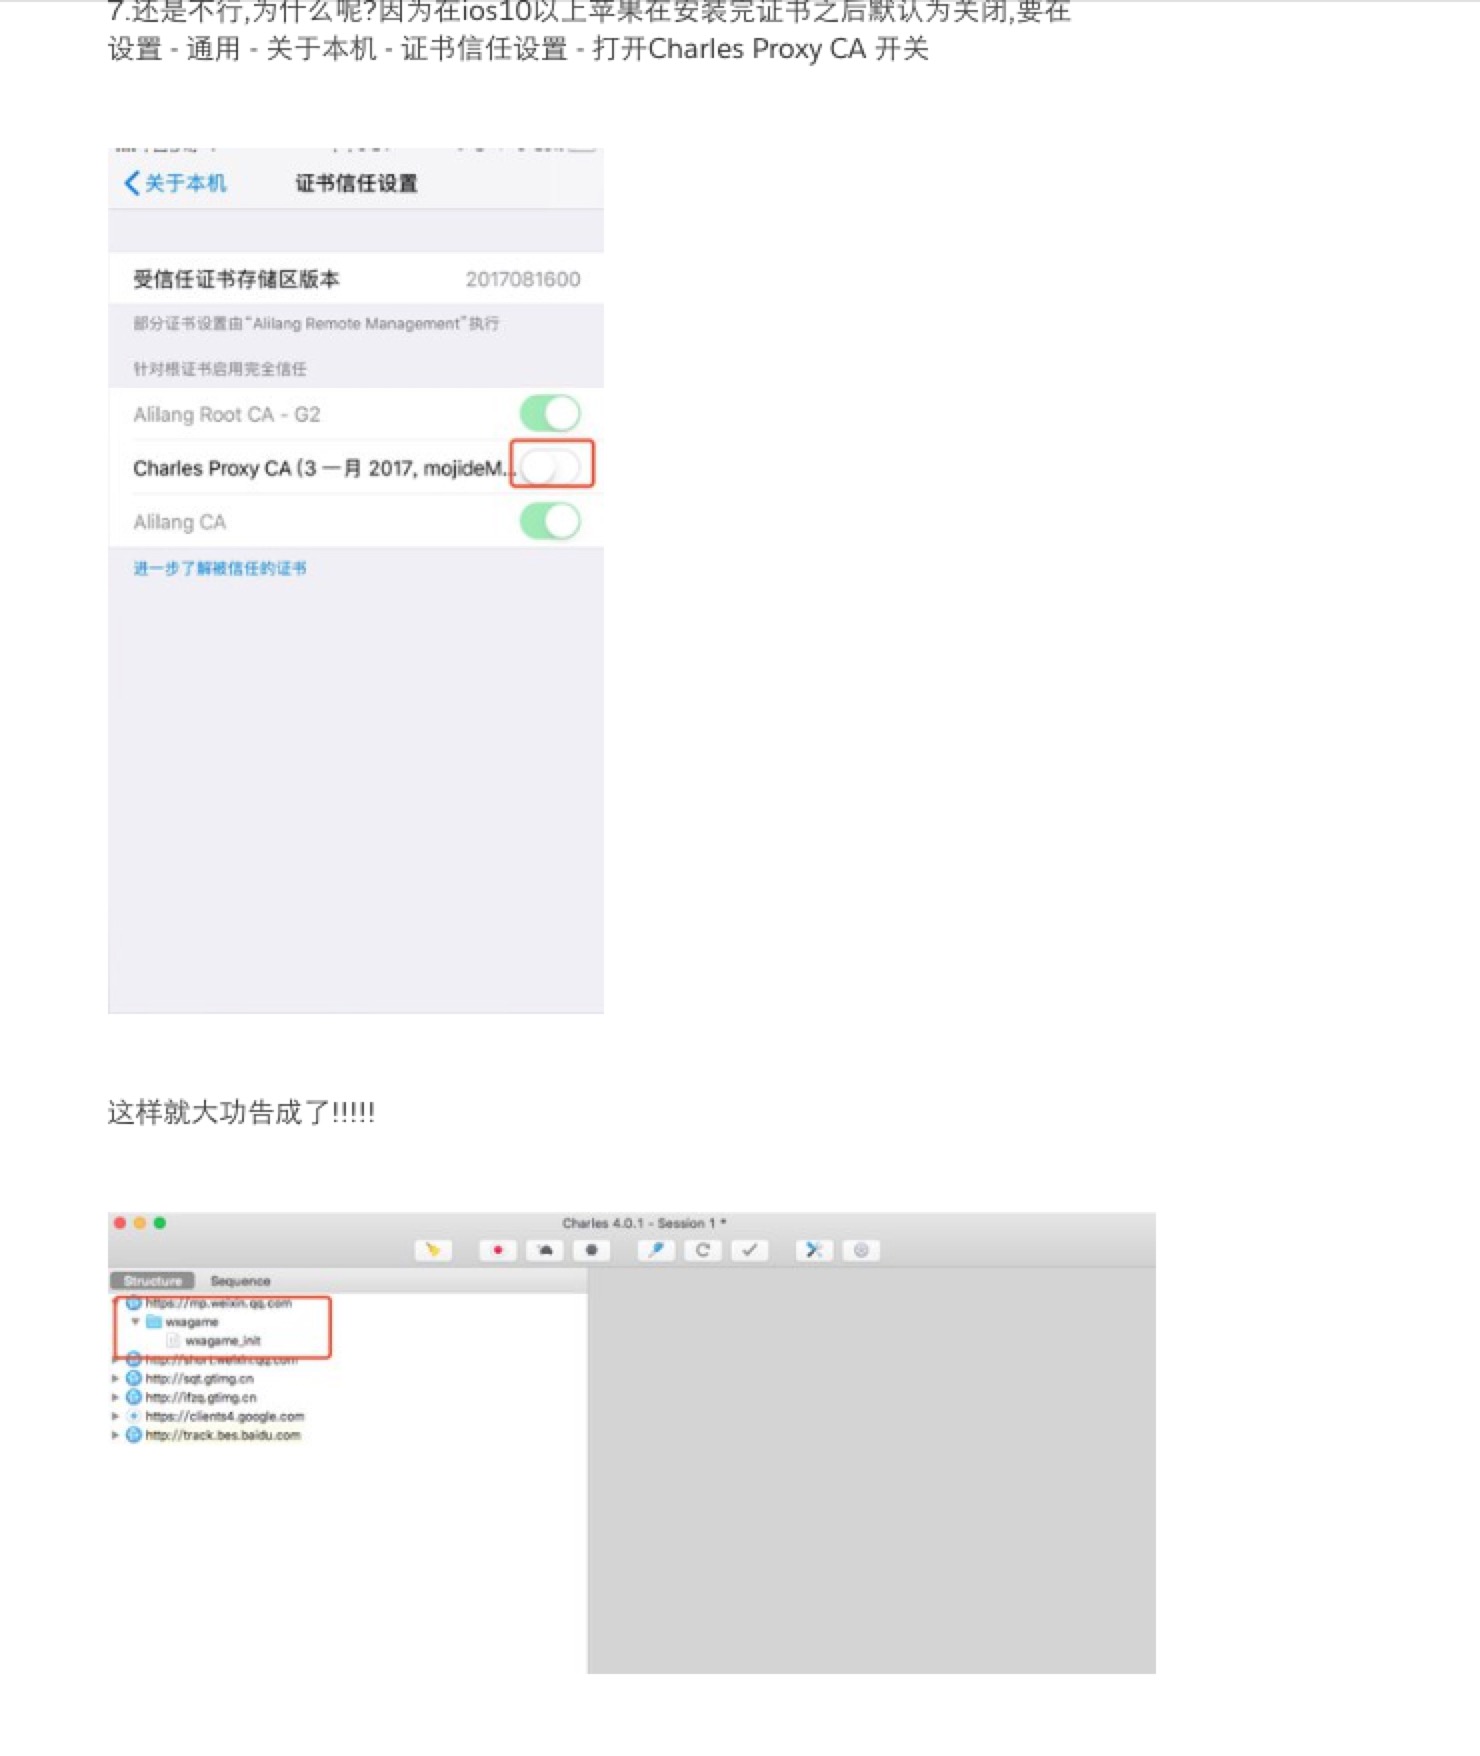 7.还是不行,为什么呢?因为在ios10以上苹果在安装完证书之后默认为关闭,要在
设置 - 通用 - 关于本机 - 证书信任设置 - 打开Charles Proxy CA 开关
关于本机
证书信任设置
受信任证书存储区版本 2017081600
部分证书设置由“Alilang Remote Management”执行
针对根证书启用完全信任
Alilang Root CA - G2
Charles Proxy CA (3 一月 2017, mojideM...
Alilang CA
进一步了解被信任的证书
这样就大功告成了!!!!!
Charles 4.0.1 - Session 1 *
Structure Sequence
https://mp.weixin.qq.com
wxagame
wxagame_init
http://short.weixin.qq.com
http://sqt.gtimg.cn
http://ifzq.gtimg.cn
https://clients4.google.com
http://track.bes.baidu.com